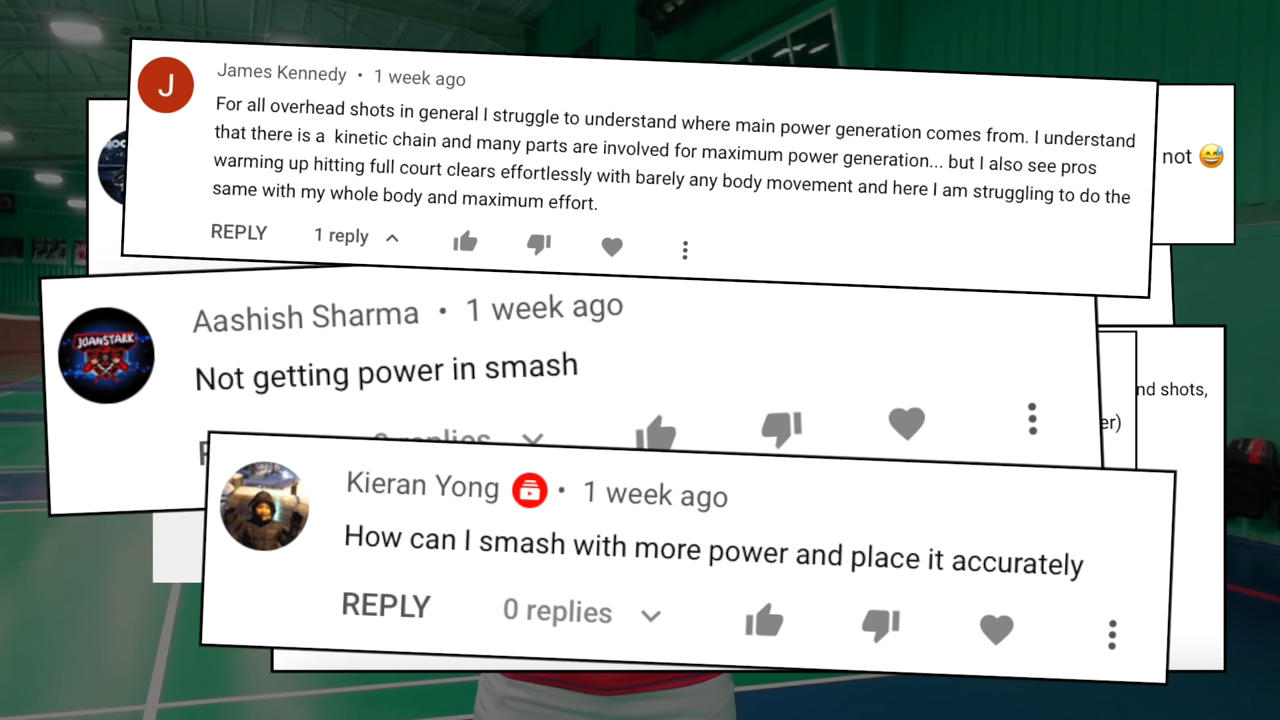 J
James Kennedy • 1 week ago
For all overhead shots in general I struggle to understand where main power generation comes from. I understand
that there is a kinetic chain and many parts are involved for maximum power generation... but I also see pros
warming up hitting full court clears effortlessly with barely any body movement and here I am struggling to do the
same with my whole body and maximum effort.
REPLY 1 reply
not 😅
JOANSTARK
Aashish Sharma • 1 week ago
Not getting power in smash
replies
nd shots,
er)
Kieran Yong • 1 week ago
How can I smash with more power and place it accurately
REPLY 0 replies